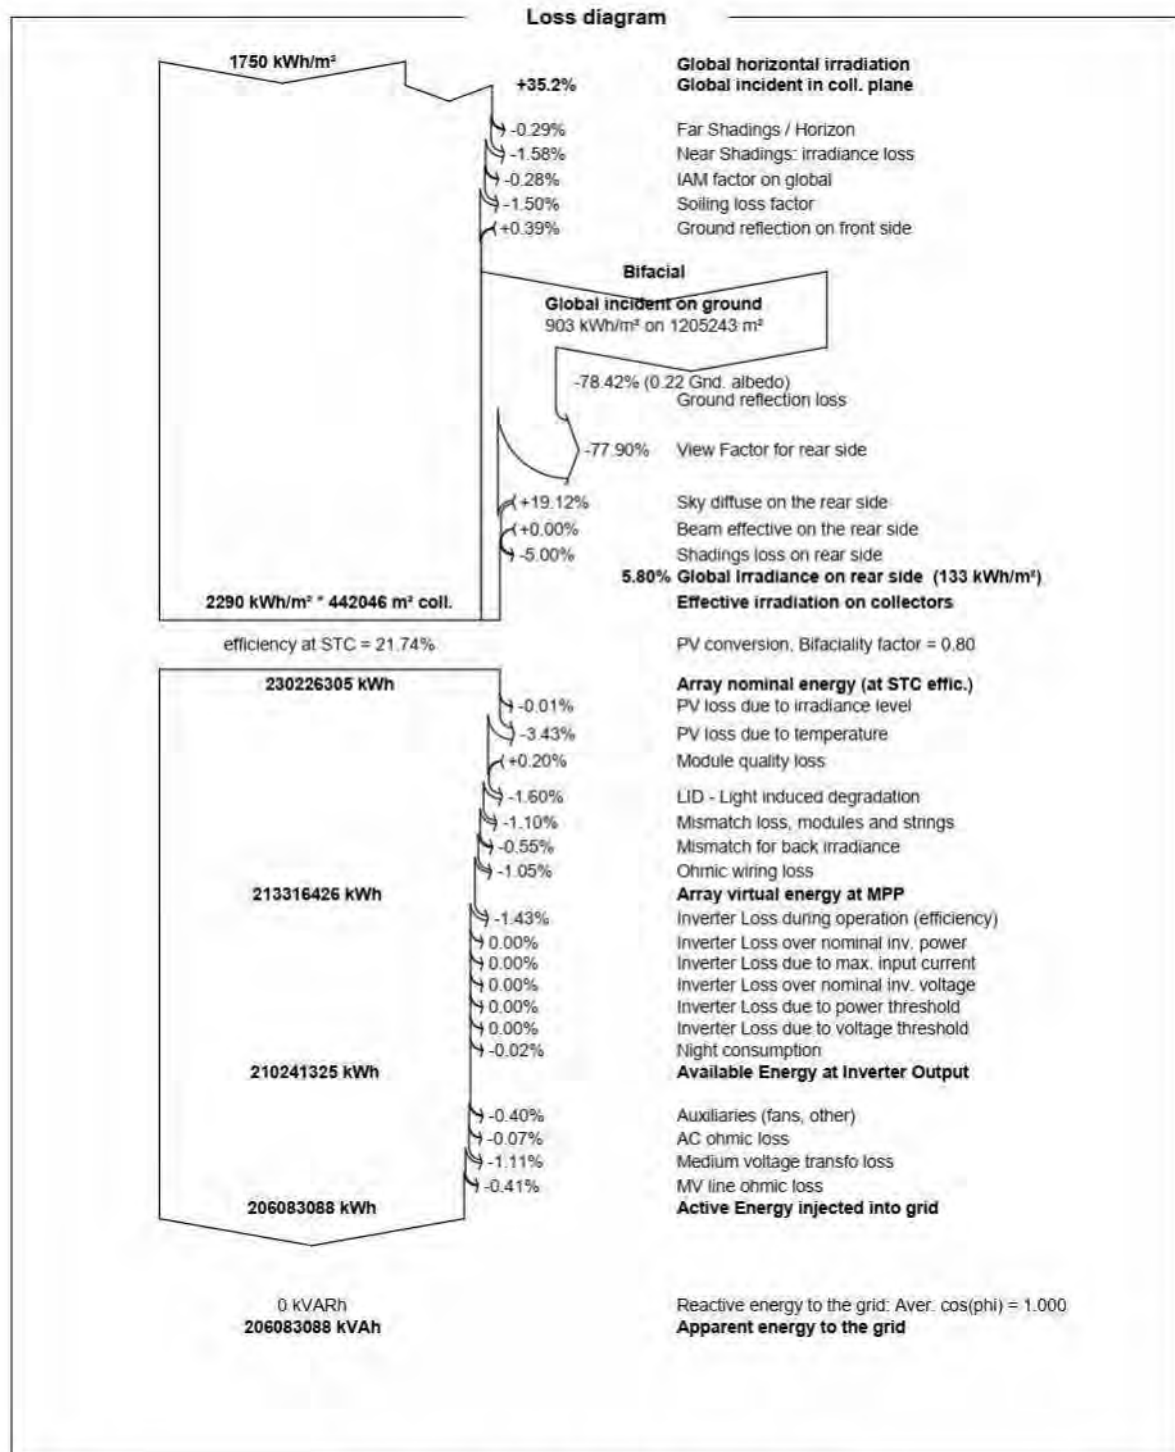 Loss diagram
1750 kWh/m²
Global horizontal irradiation
+35.2% Global incident in coll. plane
-0.29% Far Shadings / Horizon
-1.58% Near Shadings: irradiance loss
-0.28% IAM factor on global
-1.50% Soiling loss factor
+0.39% Ground reflection on front side
Bifacial
Global incident on ground
903 kWh/m² on 1205243 m²
-78.42% (0.22 Gnd. albedo)
Ground reflection loss
-77.90% View Factor for rear side
+19.12% Sky diffuse on the rear side
+0.00% Beam effective on the rear side
-5.00% Shadings loss on rear side
5.80% Global Irradiance on rear side (133 kWh/m²)
2290 kWh/m² * 442046 m² coll. Effective irradiation on collectors
efficiency at STC = 21.74% PV conversion, Bifaciality factor = 0.80
230226305 kWh Array nominal energy (at STC effic.)
-0.01% PV loss due to irradiance level
-3.43% PV loss due to temperature
+0.20% Module quality loss
-1.60% LID - Light induced degradation
-1.10% Mismatch loss, modules and strings
-0.55% Mismatch for back irradiance
-1.05% Ohmic wiring loss
213316426 kWh Array virtual energy at MPP
-1.43% Inverter Loss during operation (efficiency)
0.00% Inverter Loss over nominal inv. power
0.00% Inverter Loss due to max. input current
0.00% Inverter Loss over nominal inv. voltage
0.00% Inverter Loss due to power threshold
0.00% Inverter Loss due to voltage threshold
-0.02% Night consumption
210241325 kWh Available Energy at Inverter Output
-0.40% Auxiliaries (fans, other)
-0.07% AC ohmic loss
-1.11% Medium voltage transfo loss
-0.41% MV line ohmic loss
206083088 kWh Active Energy injected into grid
0 kVARh Reactive energy to the grid: Aver. cos(phi) = 1.000
206083088 kVAh Apparent energy to the grid